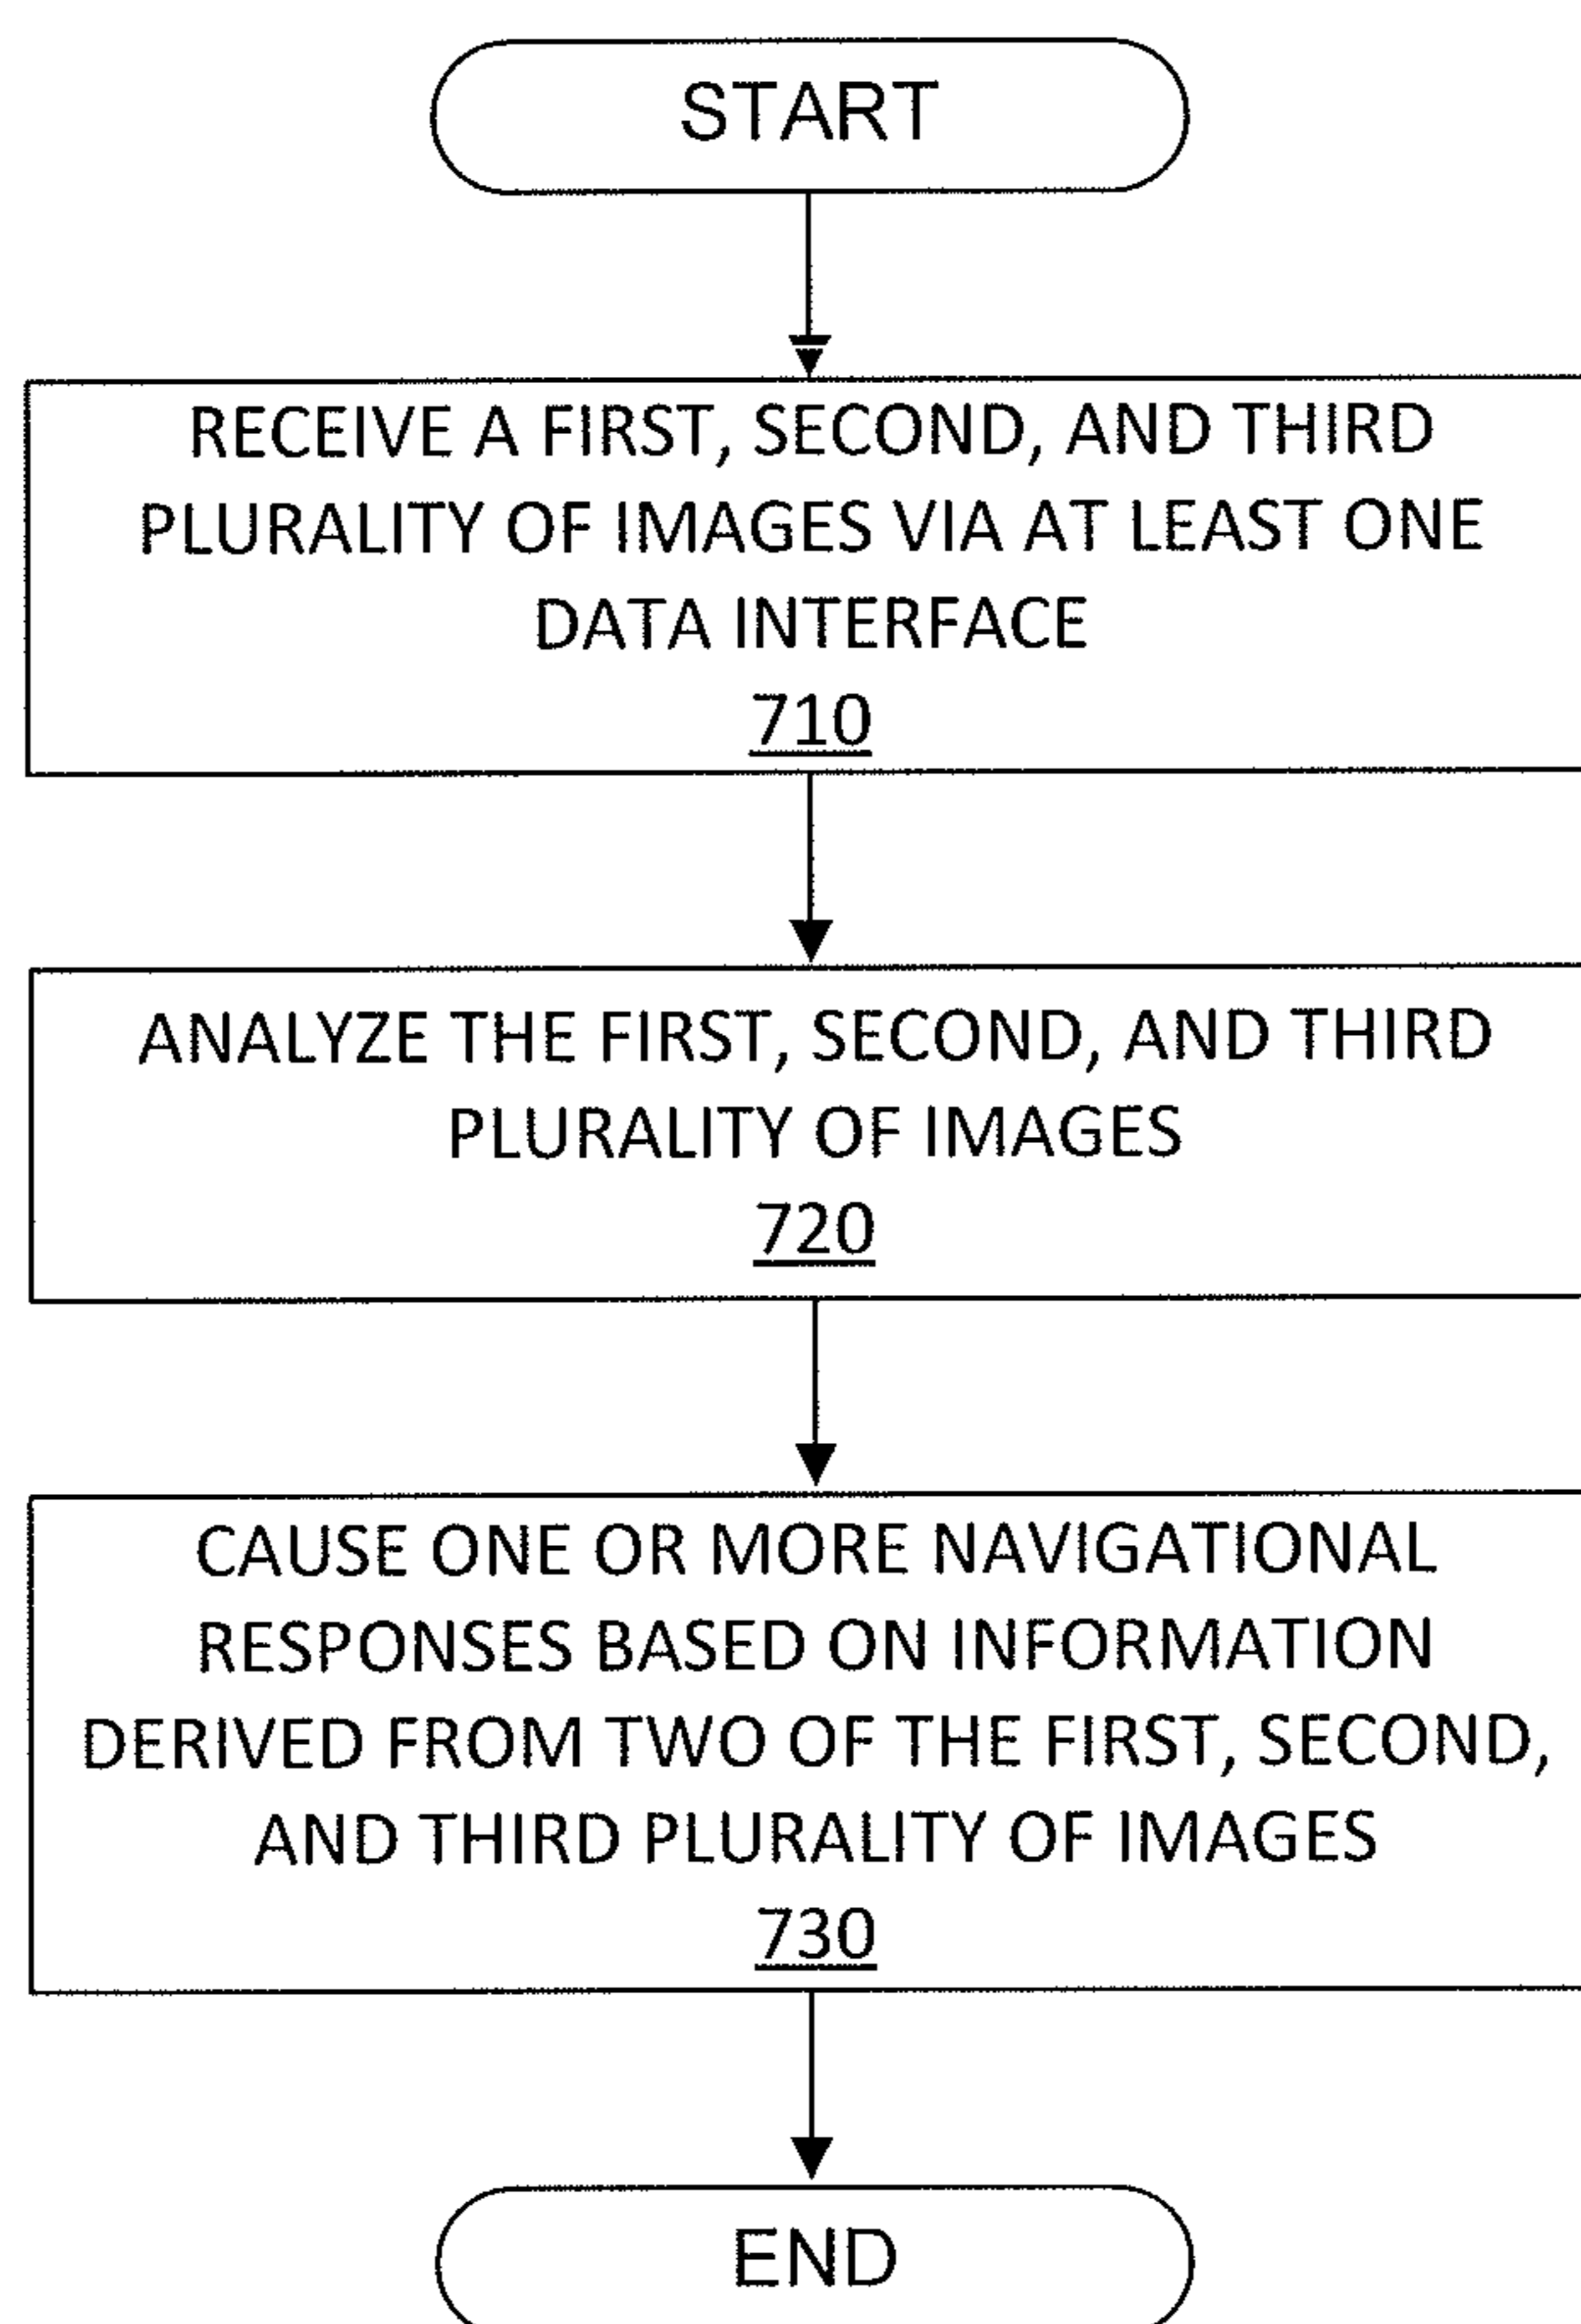 START
RECEIVE A FIRST, SECOND, AND THIRD
PLURALITY OF IMAGES VIA AT LEAST ONE
DATA INTERFACE
710
ANALYZE THE FIRST, SECOND, AND THIRD
PLURALITY OF IMAGES
720
CAUSE ONE OR MORE NAVIGATIONAL
RESPONSES BASED ON INFORMATION
DERIVED FROM TWO OF THE FIRST, SECOND,
AND THIRD PLURALITY OF IMAGES
730
END